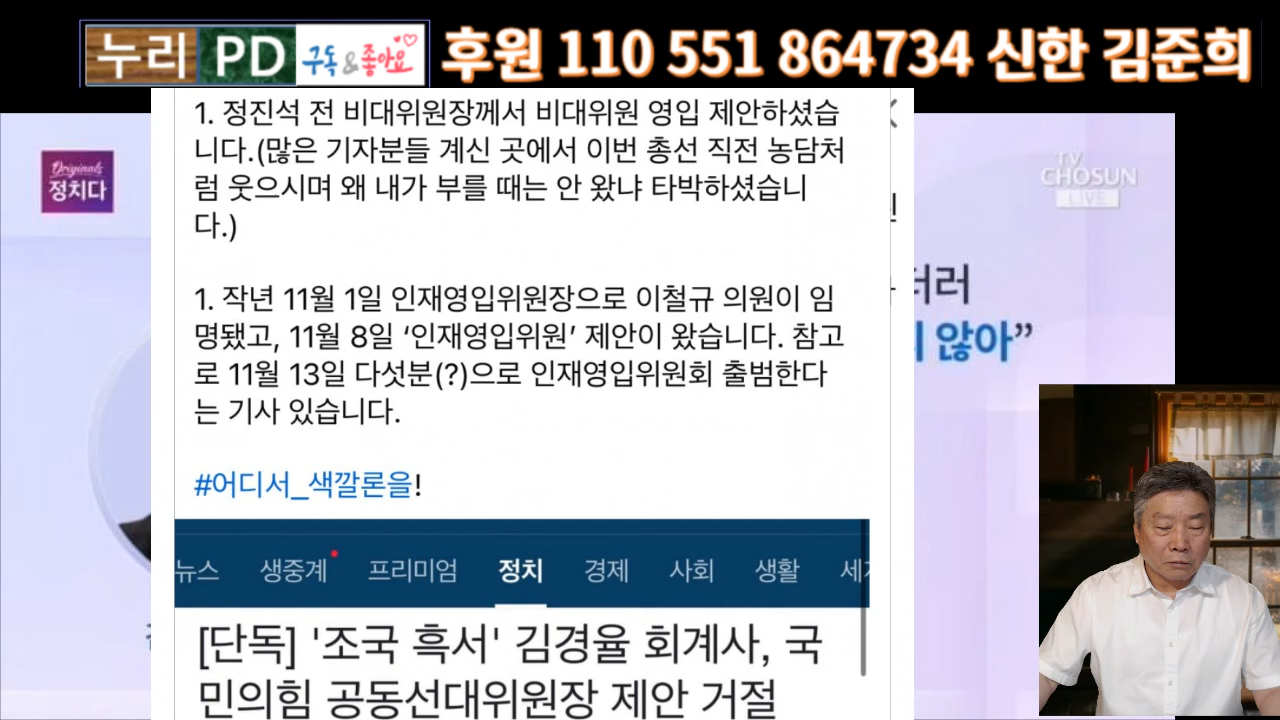 누리 PD 구독&좋아요 후원 110 551 864734 신한 김준희
1. 정진석 전 비대위원장께서 비대위원 영입 제안하셨습
니다.(많은 기자분들 계신 곳에서 이번 총선 직전 농담처
럼 웃으시며 왜 내가 부를 때는 안 왔냐 타박하셨습니
다.)
Originals
정치다
TV
CHOSUN
LIVE
1. 작년 11월 1일 인재영입위원장으로 이철규 의원이 임
명됐고, 11월 8일 ‘인재영입위원’ 제안이 왔습니다. 참고
로 11월 13일 다섯분(?)으로 인재영입위원회 출범한다
는 기사 있습니다.
더러
않아”
#어디서_색깔론을!
뉴스 생중계 프리미엄 정치 경제 사회 생활
[단독] '조국 흑서' 김경율 회계사, 국
민의힘 공동선대위원장 제안 거절